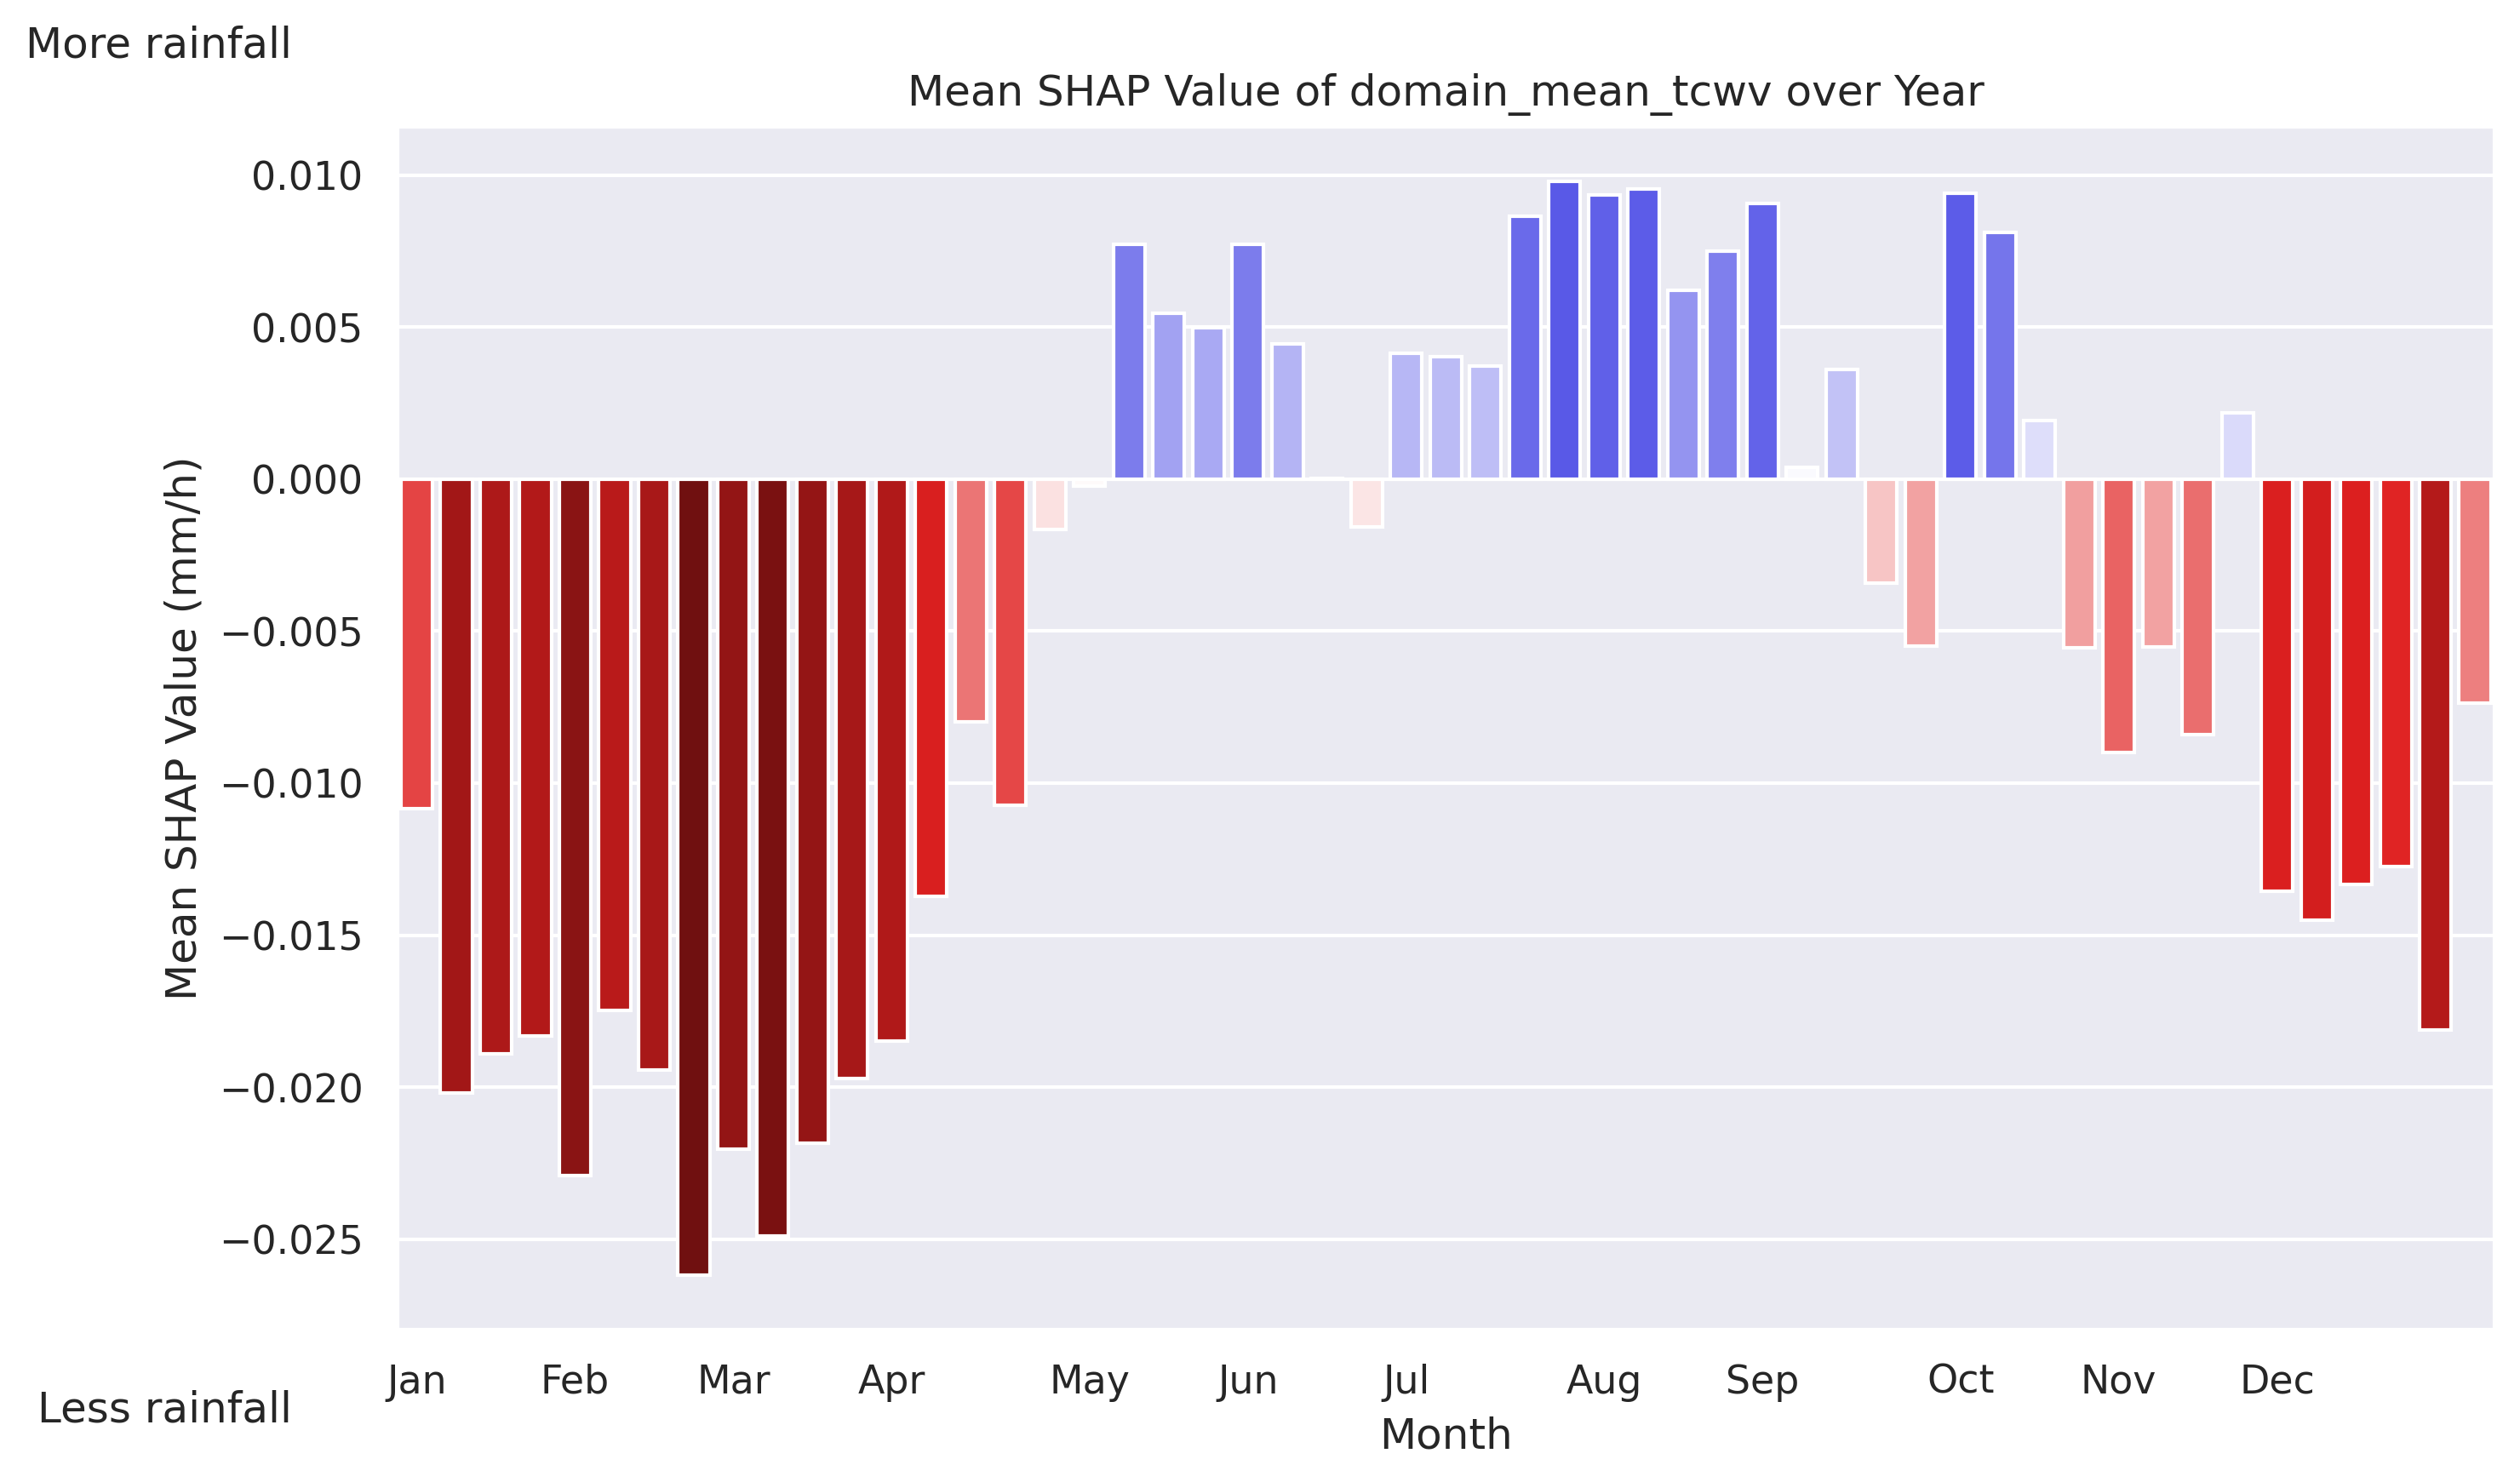 More rainfall
Mean SHAP Value of domain_mean_tcwv over Year
0.010
0.005
0.000
−0.005
−0.010
−0.015
−0.020
−0.025
Mean SHAP Value (mm/h)
Jan Feb Mar Apr May Jun Jul Aug Sep Oct Nov Dec
Less rainfall
Month